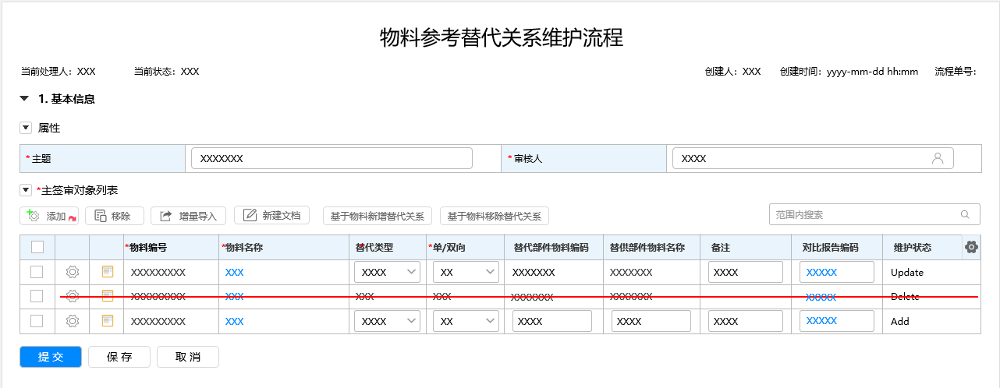 物料参考替代关系维护流程
当前处理人：XXX 当前状态：XXX 创建人：XXX 创建时间：yyyy-mm-dd hh:mm 流程单号：
1. 基本信息
属性
*主题 XXXXXXX *审核人 XXXX
*主签审对象列表
添加 移除 增量导入 新建文档 基于物料新增替代关系 基于物料移除替代关系 范围内搜索
*物料编号 *物料名称 *替代类型 *单/双向 替代部件物料编码 替供部件物料名称 备注 对比报告编码 维护状态
XXXXXXXXX XXX XXXX XX XXXXXXX XXXXXXX XXXX XXXXX Update
XXXXXXXXX XXX XXX XXX XXXXXXX XXXXXXX XXXXX Delete
XXXXXXXXX XXX XXXX XX XXXX XXXX XXXX XXXXX Add
提 交 保 存 取 消